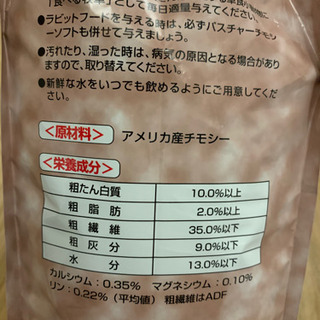 「食べる牧草」として毎日適量与えてください。
●ラビットフードを与える時は、必ずパスチャーチモシ
ーソフトも併せて与えましょう。
●汚れたり、湿った時は、病気の原因となる場合があり
ますので、取り替えてください。
●新鮮な水をいつでも飲めるようにご用意してくださ
い。
<原材料> アメリカ産チモシー
<栄養成分>
粗たん白質 10.0%以上
粗脂肪 2.0%以上
粗繊維 35.0%以下
粗灰分 9.0%以下
水分 13.0%以下
カルシウム:0.35% マグネシウム:0.10%
リン:0.22%(平均値) 粗繊維はADF